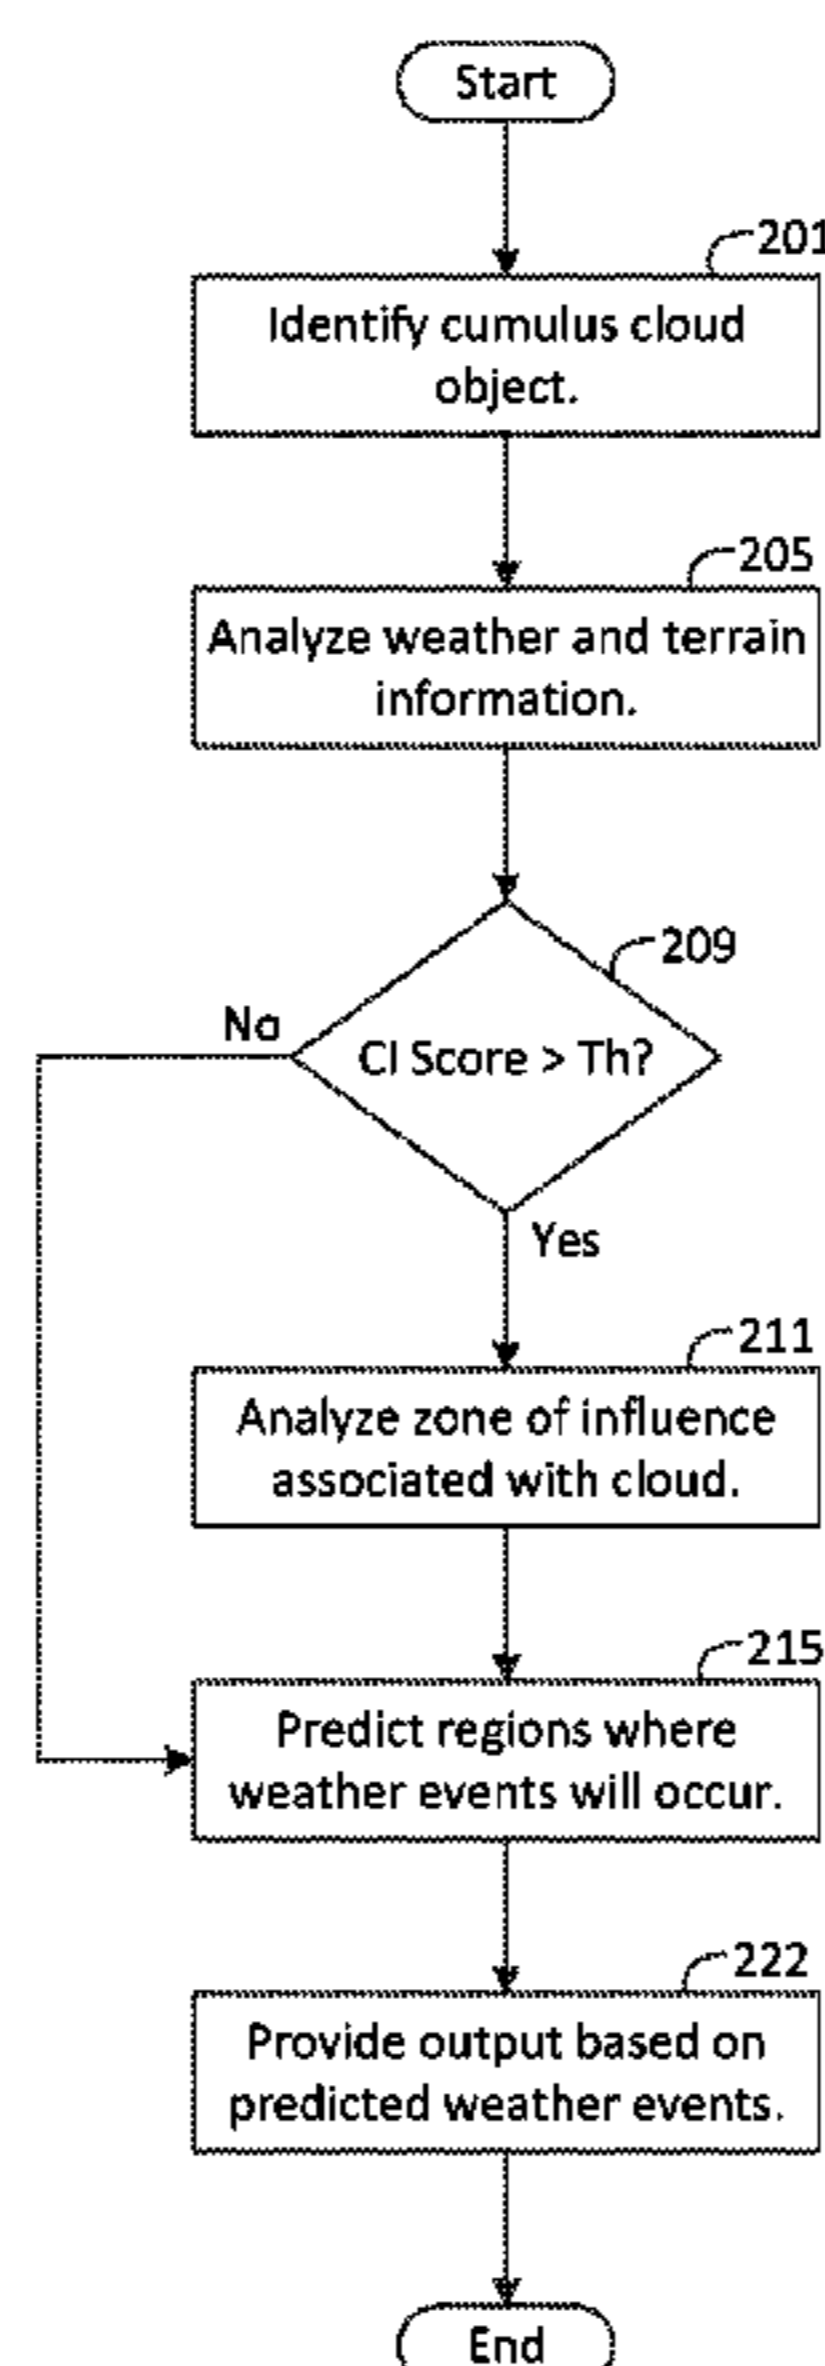 Start
201
Identify cumulus cloud
object.
205
Analyze weather and terrain
information.
209
No
CI Score > Th?
Yes
211
Analyze zone of influence
associated with cloud.
215
Predict regions where
weather events will occur.
222
Provide output based on
predicted weather events.
End